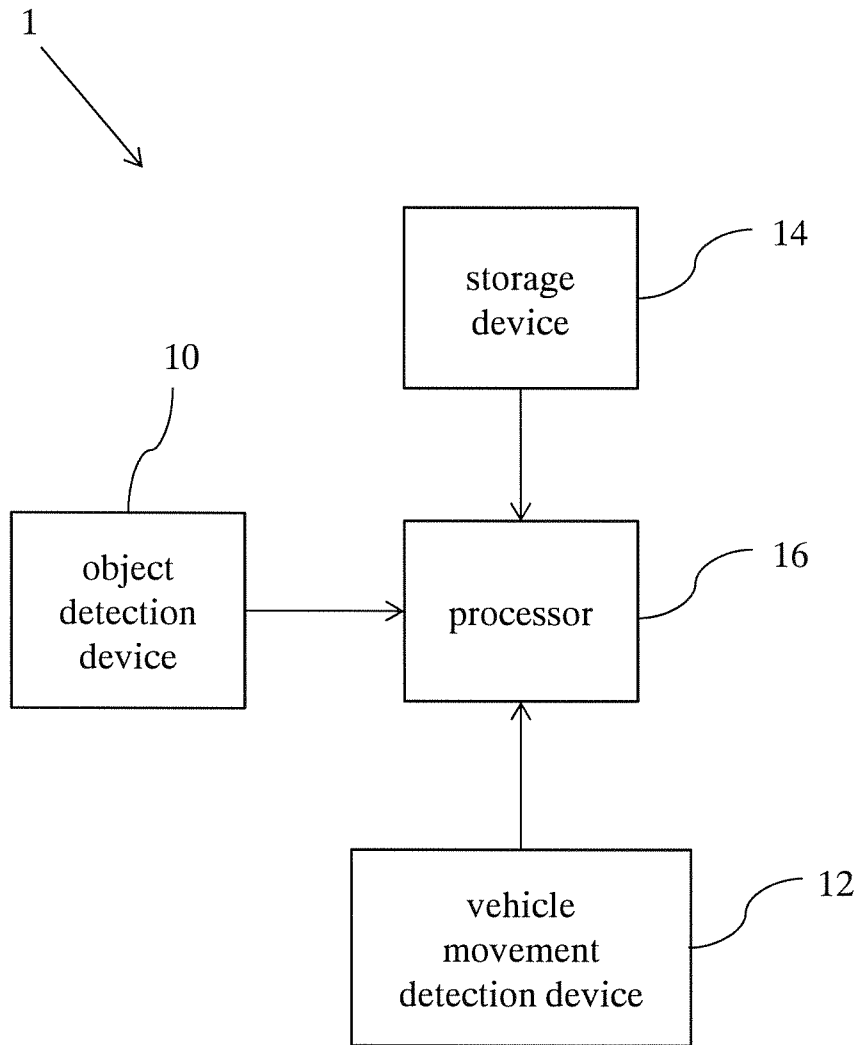 1
14
storage
device
10
object
detection
device
16
processor
12
vehicle
movement
detection device